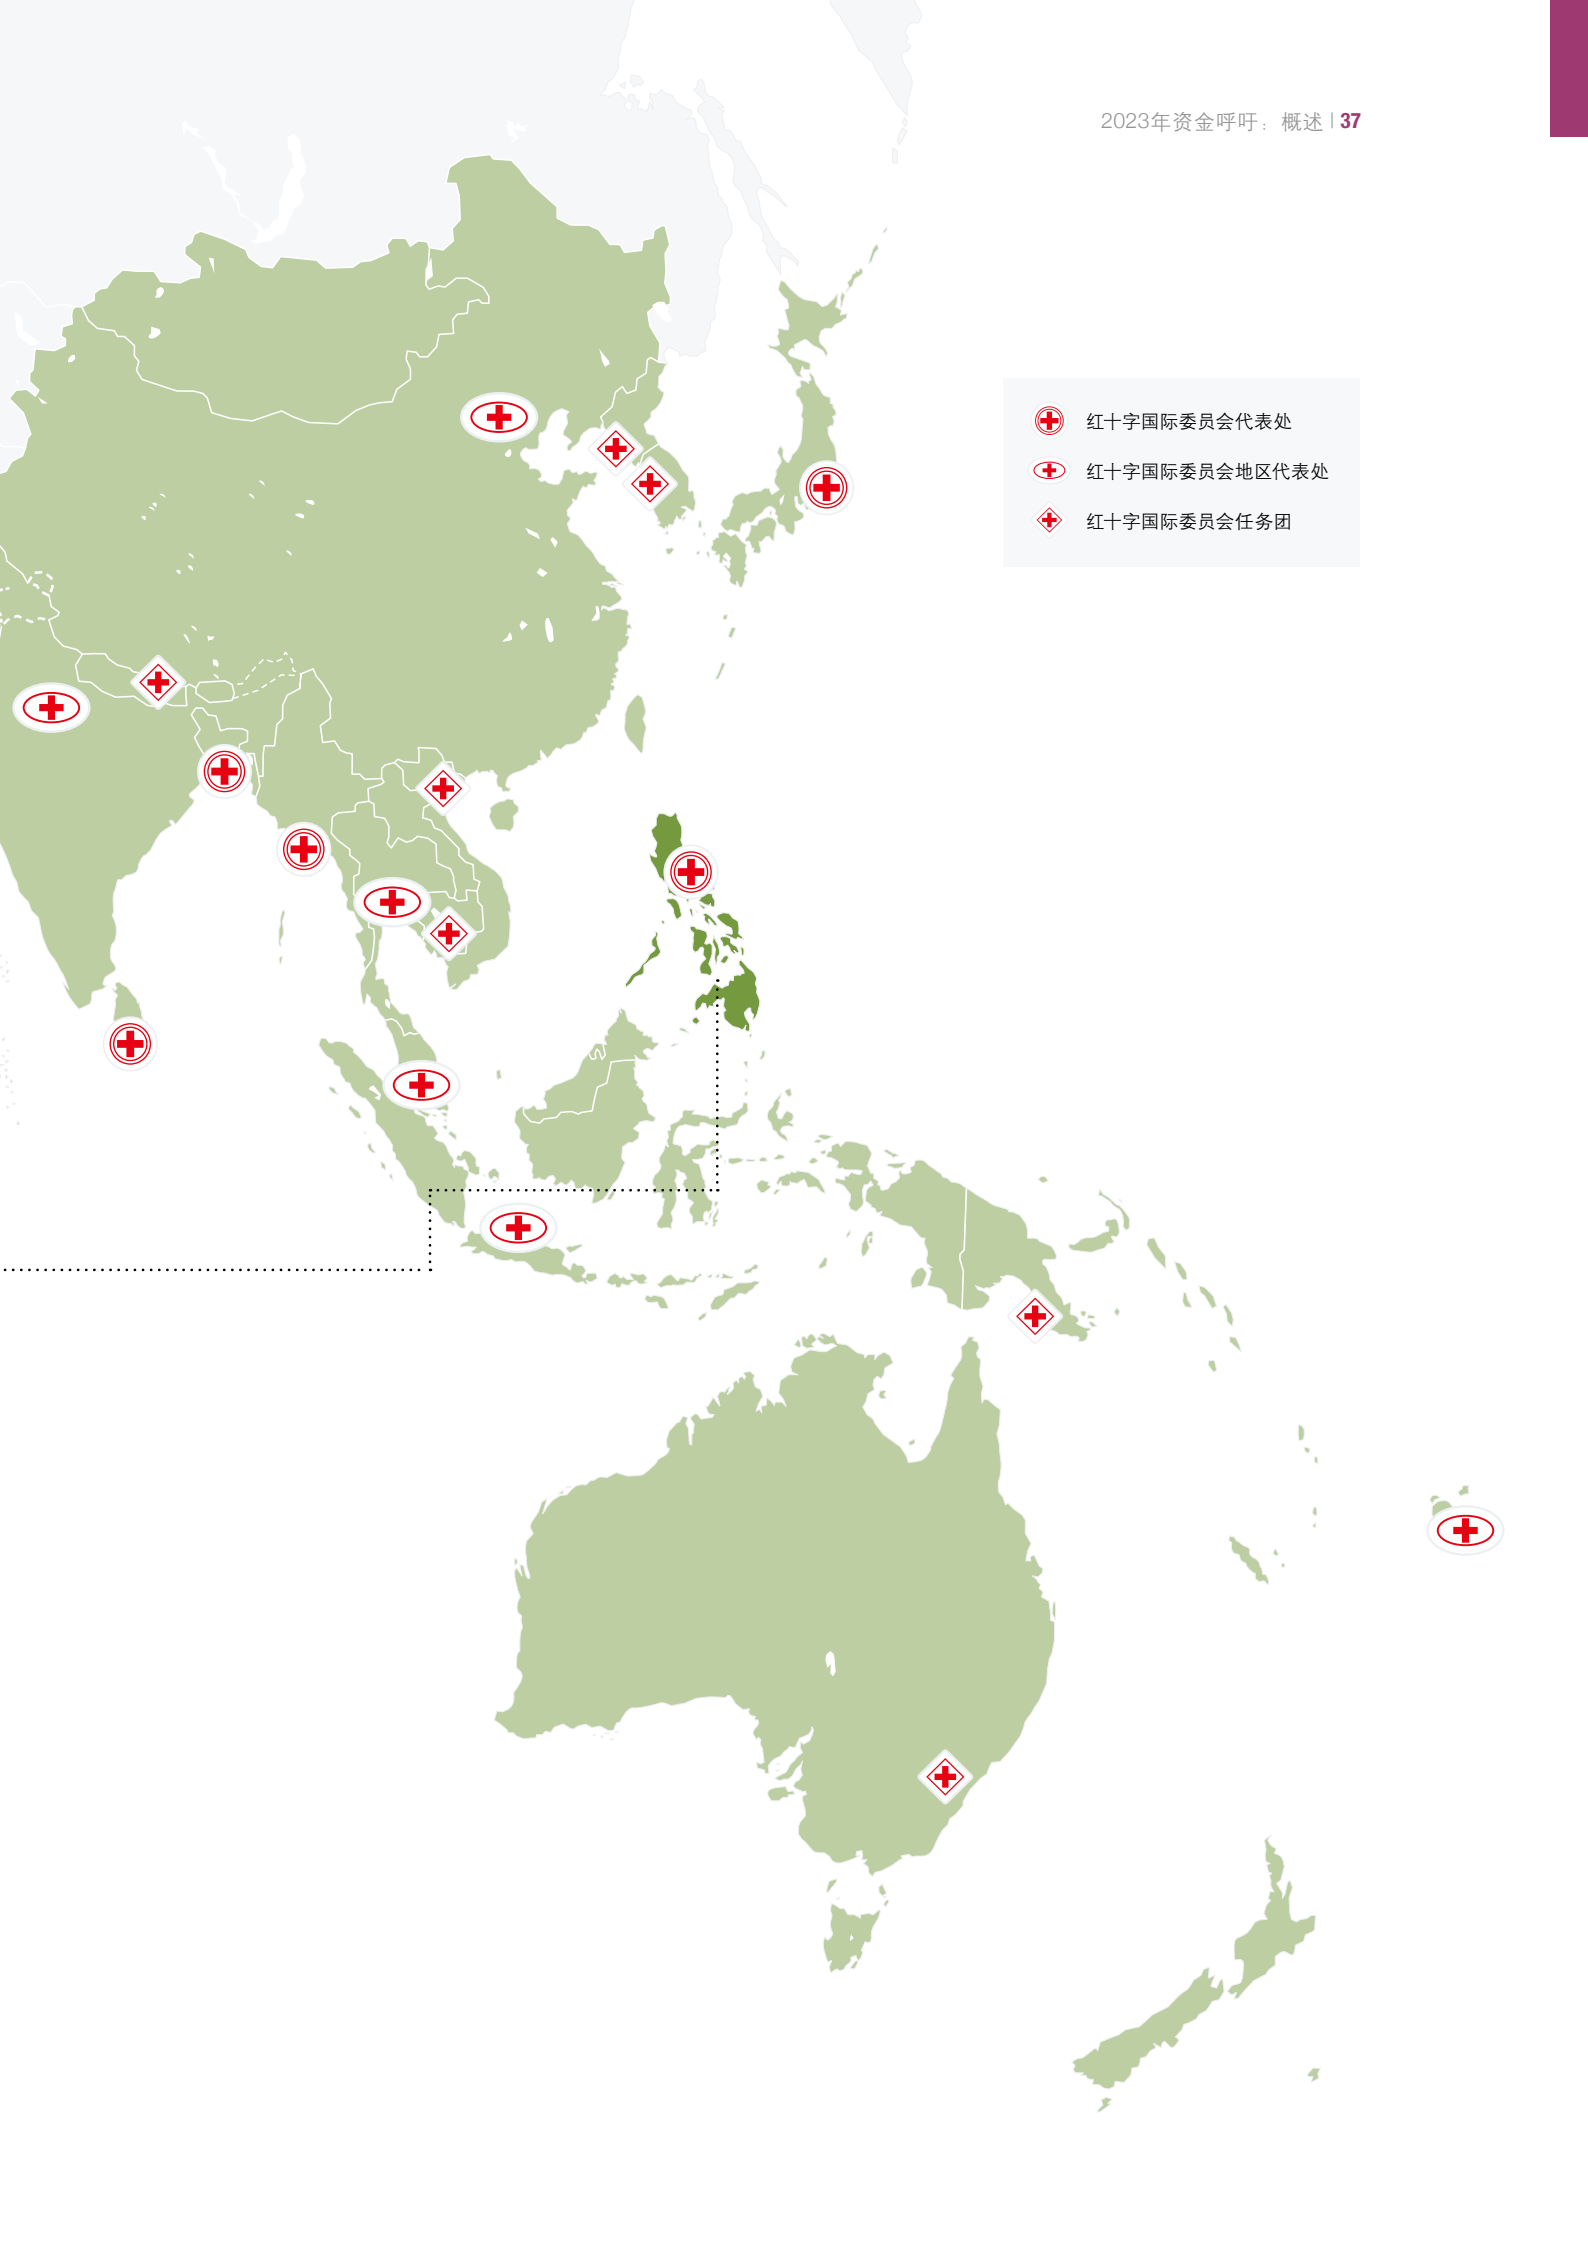 2023年资金呼吁：概述 | 37
红十字国际委员会代表处
红十字国际委员会地区代表处
红十字国际委员会任务团